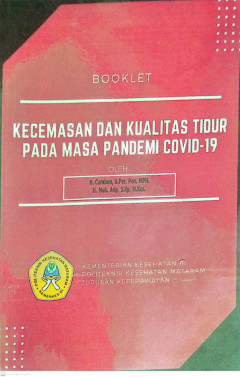 BOOKLET
KECEMASAN DAN KUALITAS TIDUR
PADA MASA PANDEMI COVID-19
OLEH
KEMENTERIAN KESEHATAN RI
POLITEKNIK KESEHATAN MATARAM
JURUSAN KEPERAWATAN